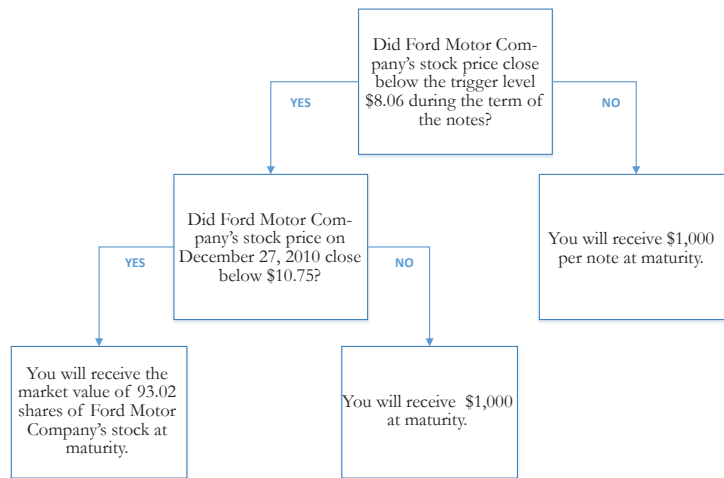 Did Ford Motor Com-
pany's stock price close
below the trigger level
$8.06 during the term of
the notes?
YES
NO
Did Ford Motor Com-
pany's stock price on
December 27, 2010 close
below $10.75?
You will receive $1,000
per note at maturity.
YES
NO
You will receive the
market value of 93.02
shares of Ford Motor
Company's stock at
maturity.
You will receive $1,000
at maturity.